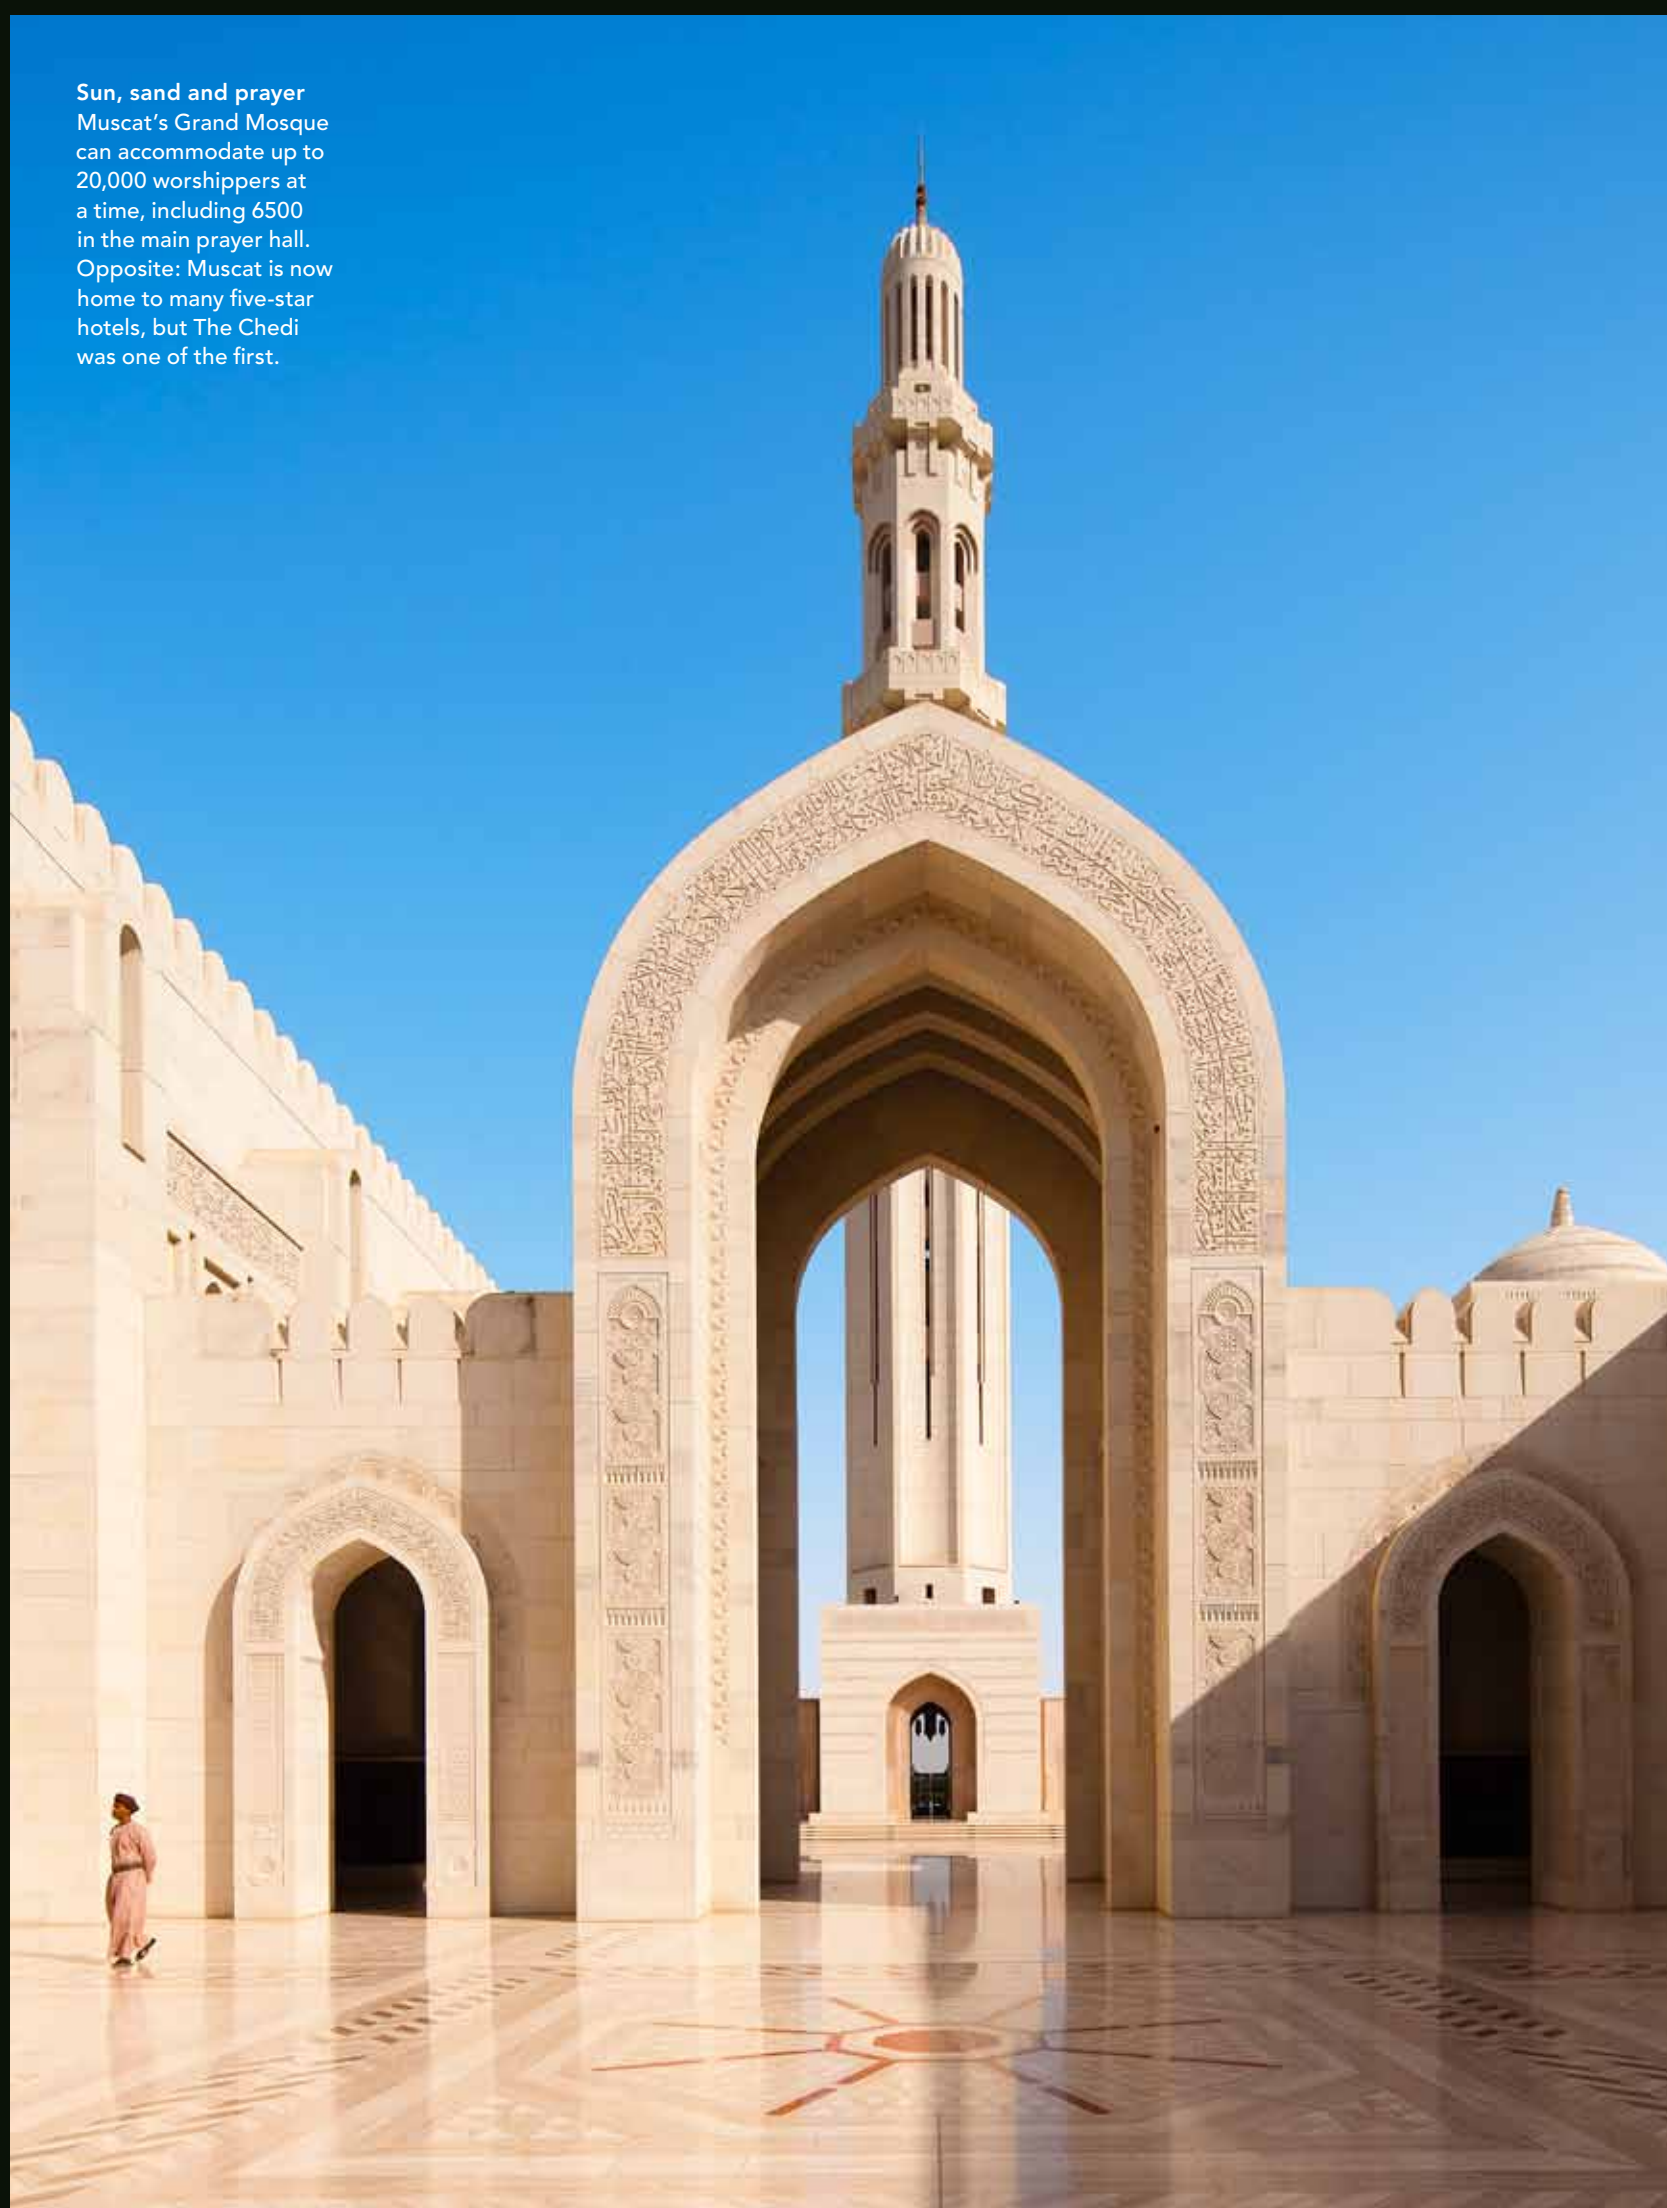 Sun, sand and prayer
Muscat’s Grand Mosque
can accommodate up to
20,000 worshippers at
a time, including 6500
in the main prayer hall.
Opposite: Muscat is now
home to many five-star
hotels, but The Chedi
was one of the first.